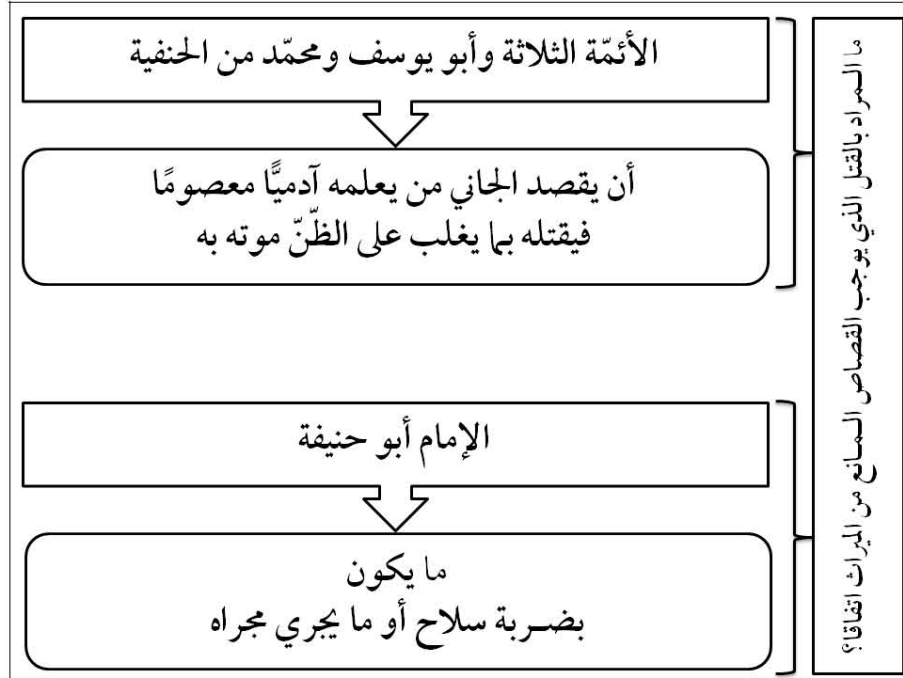 ما المراد بالقتل الذي يوجب القصاص المانع من الميراث اتفاقا؟
الأئمّة الثلاثة وأبو يوسف ومحمّد من الحنفية
أن يقصد الجاني من يعلمه آدميًّا معصومًا
فيقتله بما يغلب على الظّنّ موته به
الإمام أبو حنيفة
ما يكون
بضربة سلاح أو ما يجري مجراه